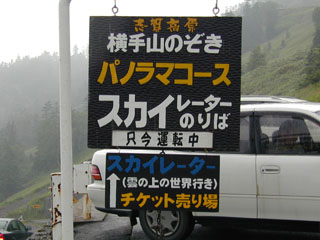 志賀高原
横手山のぞき
パノラマコース
スカイレーター
のりば
只今運転中
スカイレーター
(雲の上の世界行き)
チケット売り場